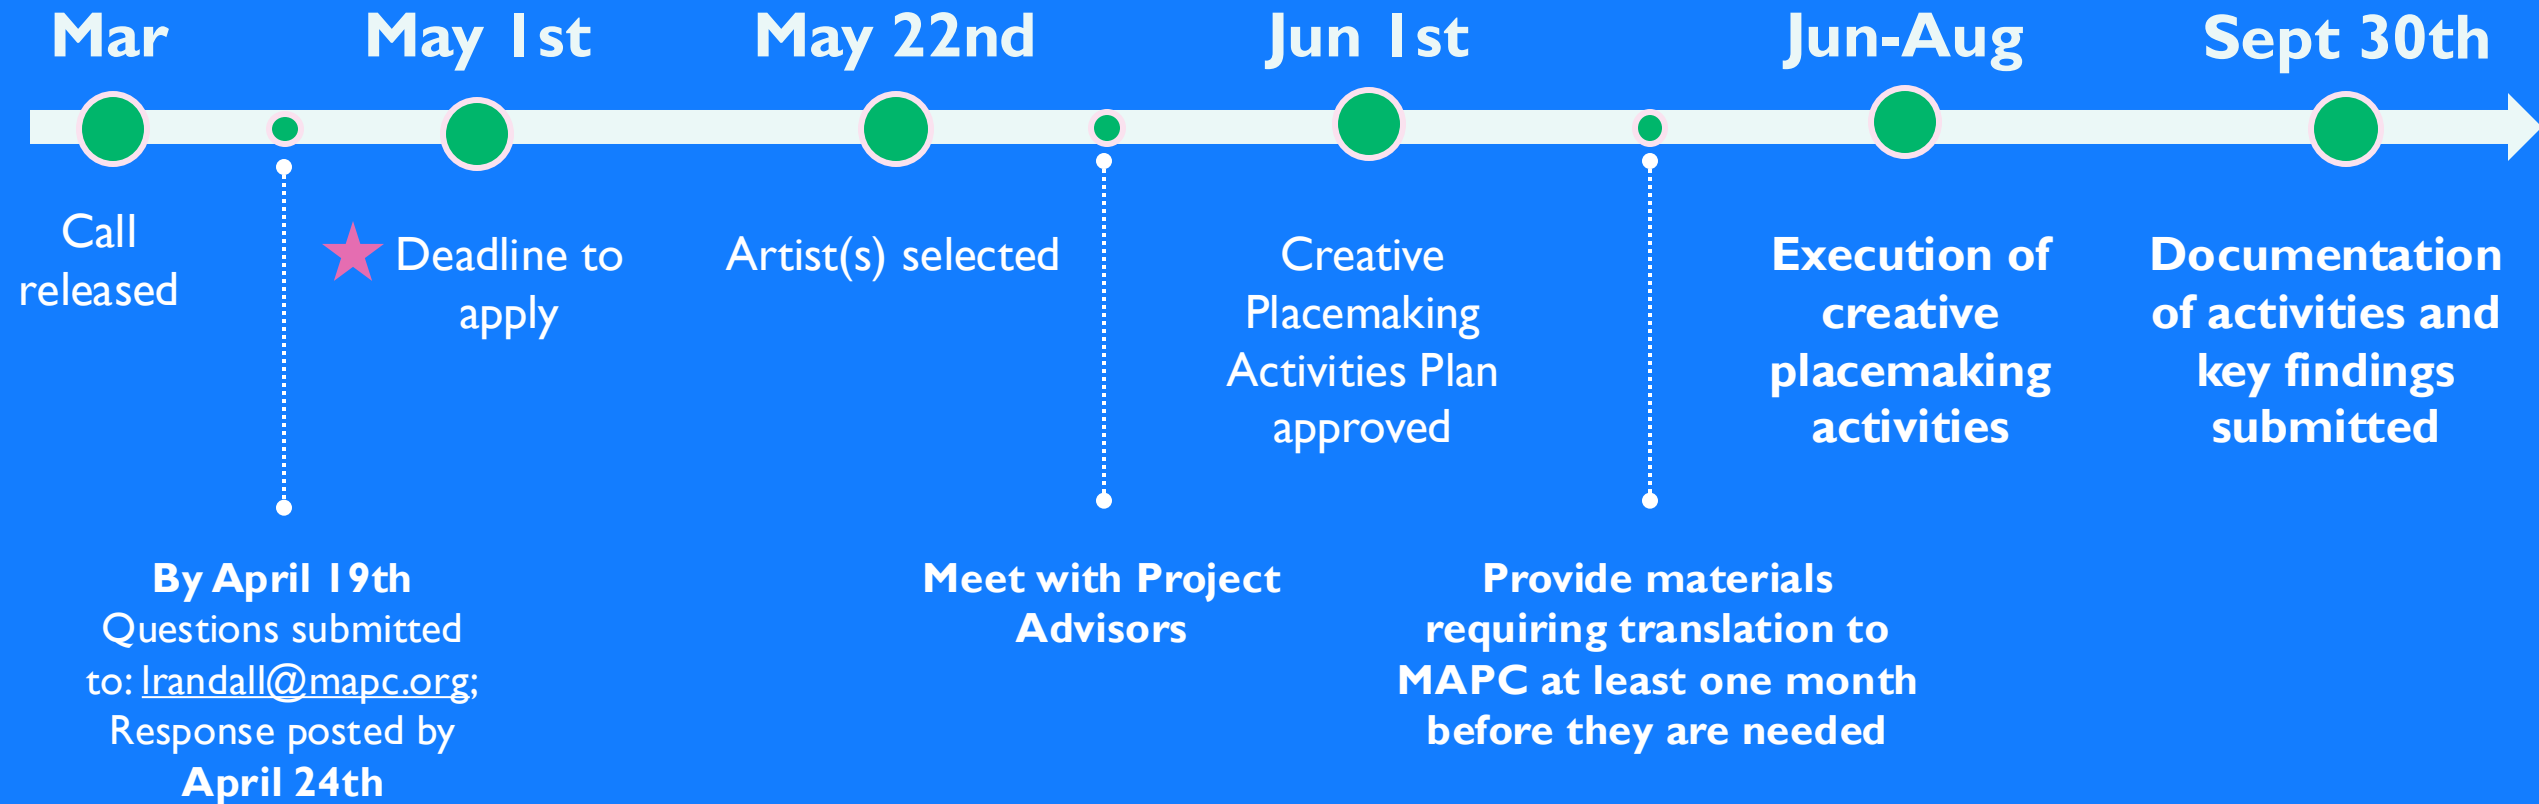 Mar
May 1st
May 22nd
Jun 1st
Jun-Aug
Sept 30th
Call
released
Deadline to
apply
Artist(s) selected
Creative
Placemaking
Activities Plan
approved
Execution of
creative
placemaking
activities
Documentation
of activities and
key findings
submitted
By April 19th
Questions submitted
to: lrandall@mapc.org;
Response posted by
April 24th
Meet with Project
Advisors
Provide materials
requiring translation to
MAPC at least one month
before they are needed